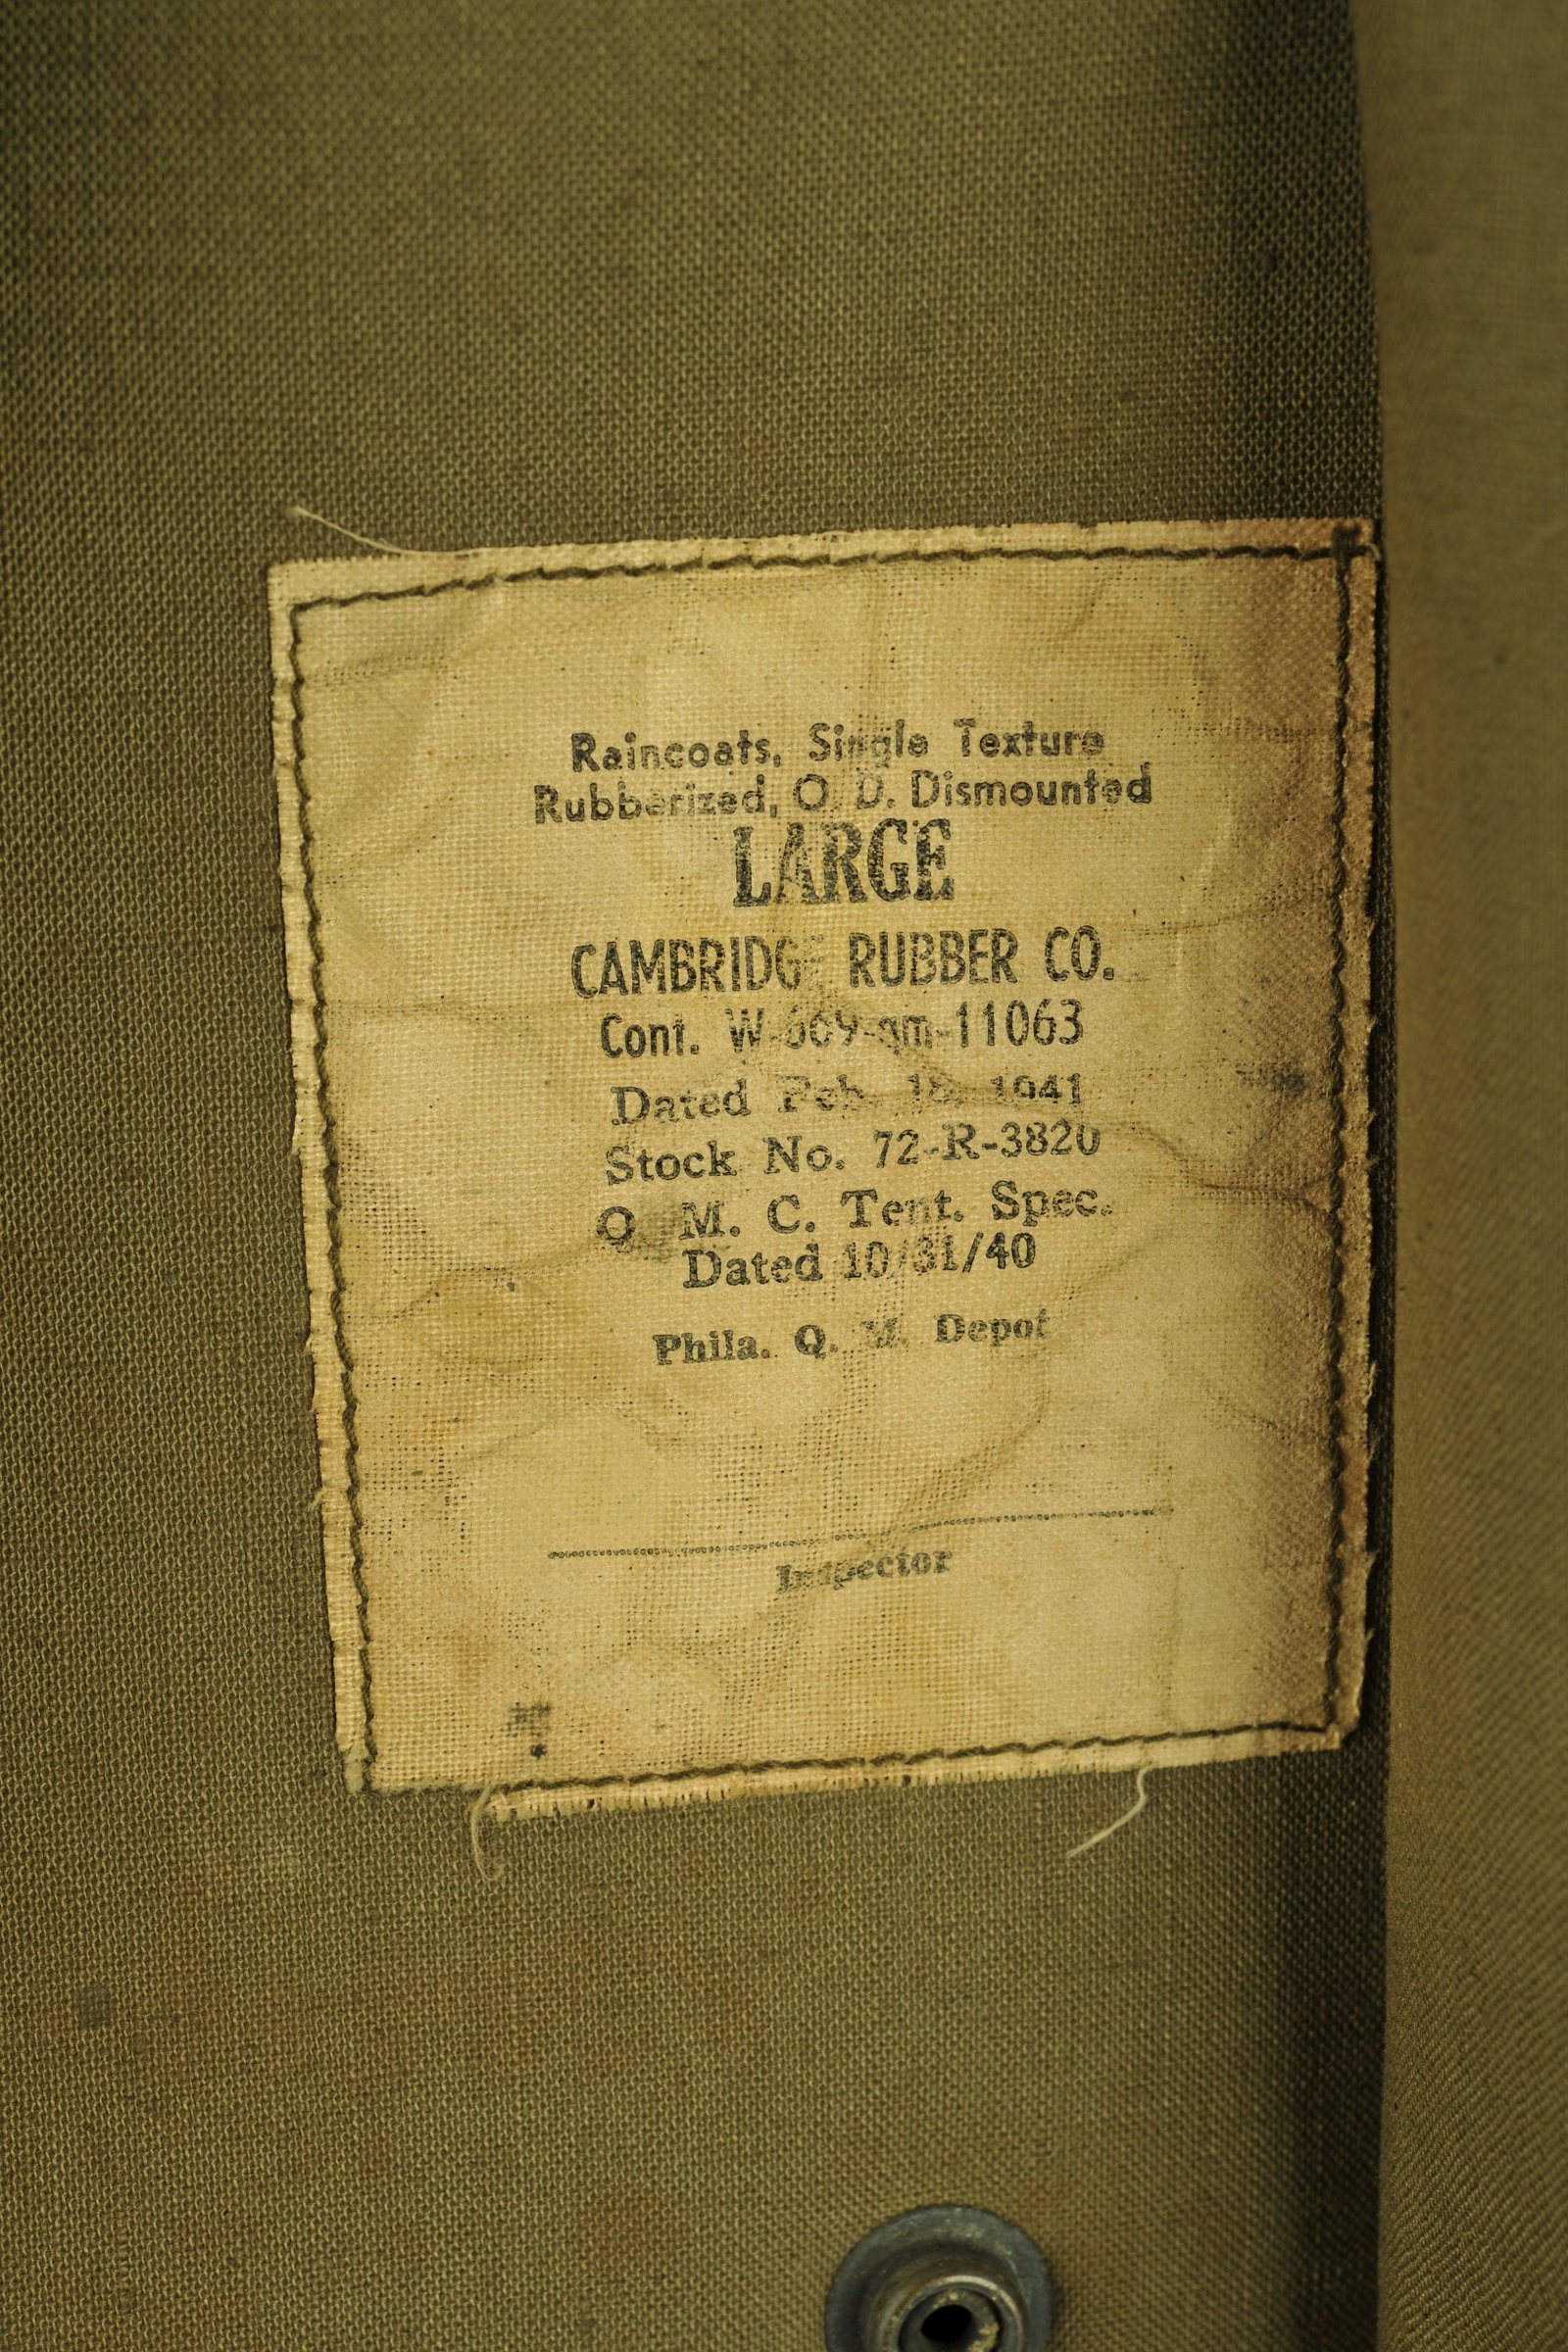 Raincoats, Single Texture
Rubberized, O. D. Dismounted
LARGE
CAMBRIDGE RUBBER CO.
Cont. W-669-qm-11063
Dated Feb. 1941
Stock No. 72-R-3820
Q. M. C. Tent. Spec.
Dated 10/31/40
Phila. Q. M. Depot
Inspector